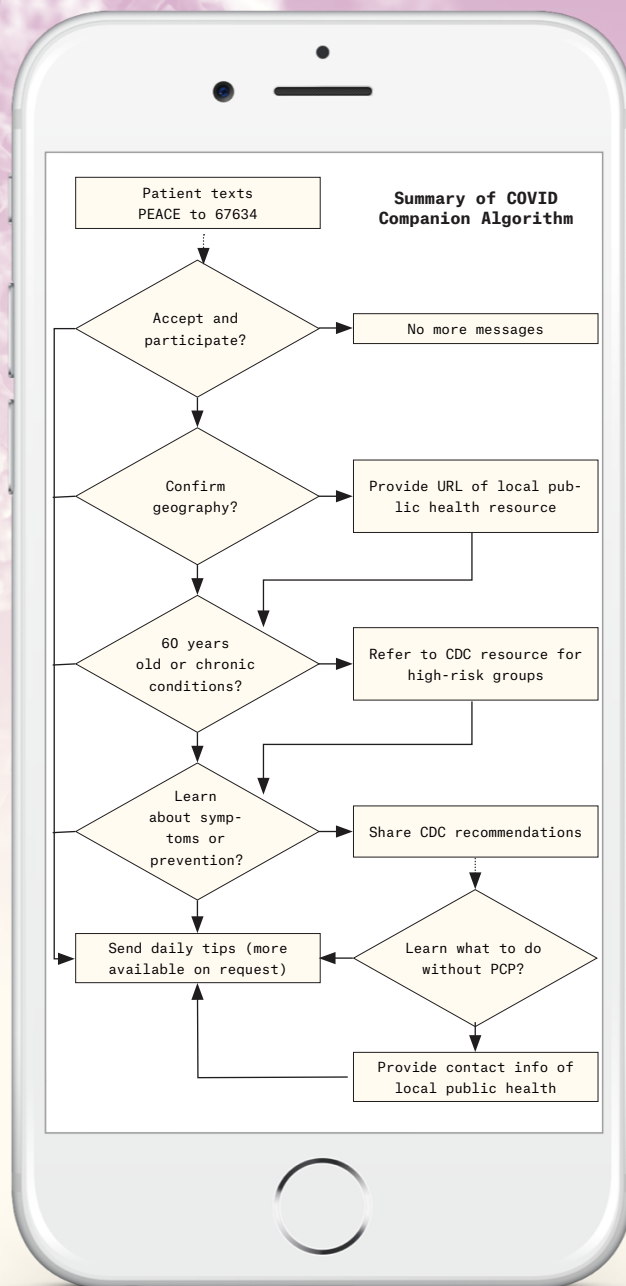 Patient texts
PEACE to 67634
Summary of COVID
Companion Algorithm
Accept and
participate?
No more messages
Confirm
geography?
Provide URL of local pub-
lic health resource
60 years
old or chronic
conditions?
Refer to CDC resource for
high-risk groups
Learn
about symp-
toms or
prevention?
Share CDC recommendations
Send daily tips (more
available on request)
Learn what to do
without PCP?
Provide contact info of
local public health